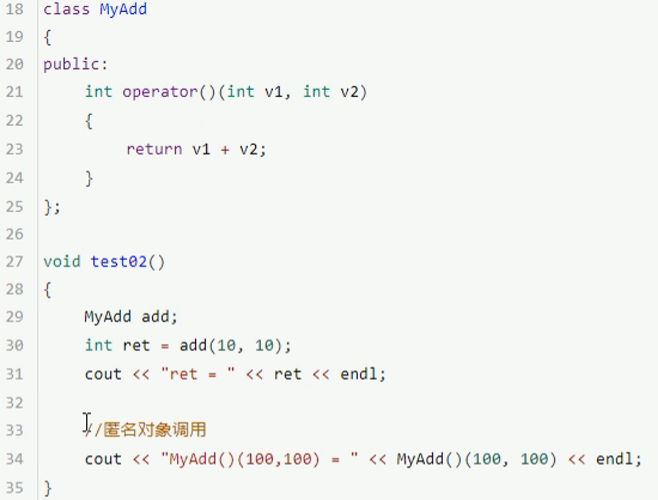 18 class MyAdd
19 {
20 public:
21 int operator()(int v1, int v2)
22 {
23 return v1 + v2;
24 }
25 };
26
27 void test02()
28 {
29 MyAdd add;
30 int ret = add(10, 10);
31 cout << "ret = " << ret << endl;
32
33 //匿名对象调用
34 cout << "MyAdd()(100,100) = " << MyAdd()(100, 100) << endl;
35 }